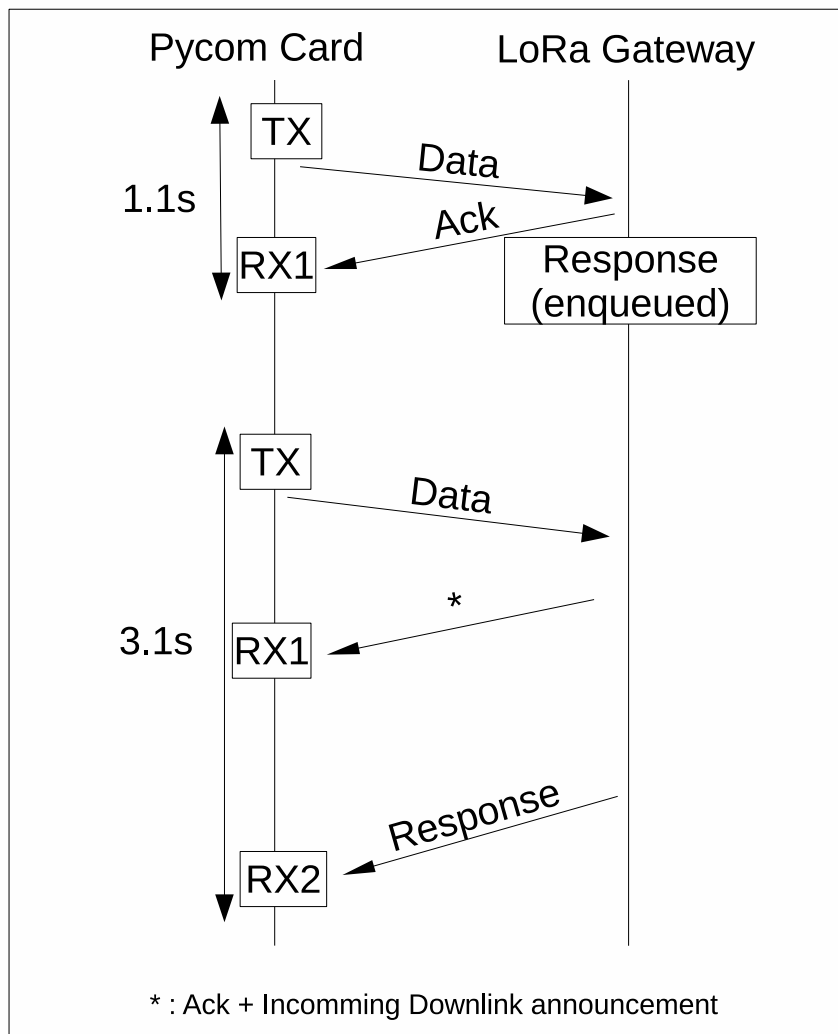 Pycom Card
LoRa Gateway
TX
Data
1.1s
Ack
RX1
Response
(enqueued)
TX
Data
*
3.1s
RX1
Response
RX2
* : Ack + Incomming Downlink announcement